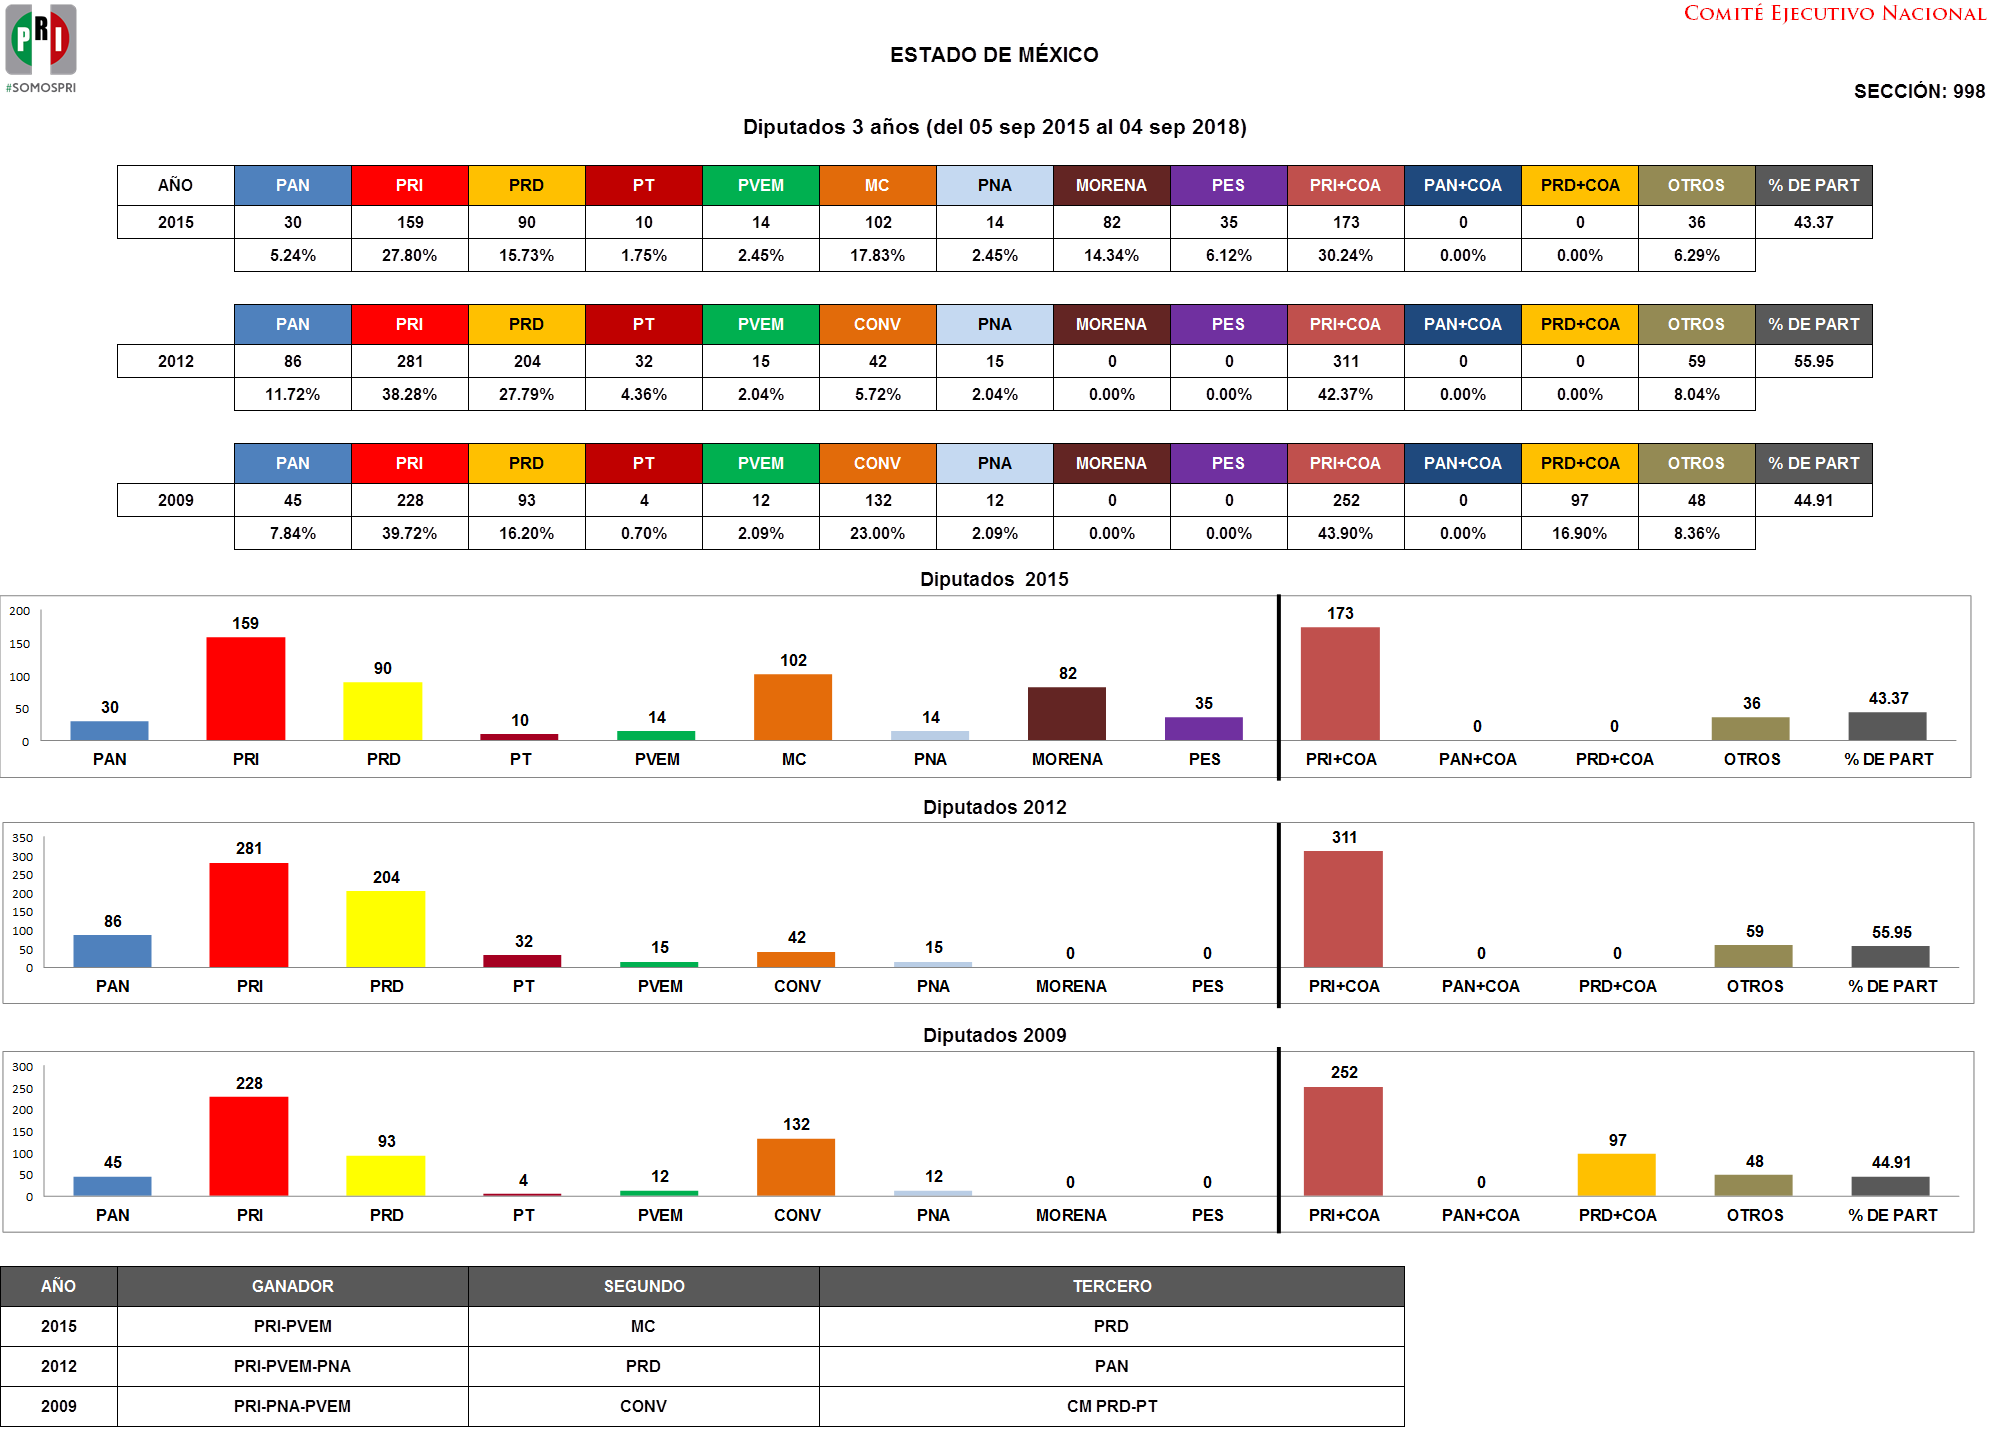 PRI
#SOMOSPRI
COMITÉ EJECUTIVO NACIONAL
ESTADO DE MÉXICO
SECCIÓN: 998
Diputados 3 años (del 05 sep 2015 al 04 sep 2018)
AÑO PAN PRI PRD PT PVEM MC PNA MORENA PES PRI+COA PAN+COA PRD+COA OTROS % DE PART
2015 30 159 90 10 14 102 14 82 35 173 0 0 36 43.37
5.24% 27.80% 15.73% 1.75% 2.45% 17.83% 2.45% 14.34% 6.12% 30.24% 0.00% 0.00% 6.29%
PAN PRI PRD PT PVEM CONV PNA MORENA PES PRI+COA PAN+COA PRD+COA OTROS % DE PART
2012 86 281 204 32 15 42 15 0 0 311 0 0 59 55.95
11.72% 38.28% 27.79% 4.36% 2.04% 5.72% 2.04% 0.00% 0.00% 42.37% 0.00% 0.00% 8.04%
PAN PRI PRD PT PVEM CONV PNA MORENA PES PRI+COA PAN+COA PRD+COA OTROS % DE PART
2009 45 228 93 4 12 132 12 0 0 252 0 97 48 44.91
7.84% 39.72% 16.20% 0.70% 2.09% 23.00% 2.09% 0.00% 0.00% 43.90% 0.00% 16.90% 8.36%
Diputados 2015
200
150
100
50
0
30 159 90 10 14 102 14 82 35 173 0 0 36 43.37
PAN PRI PRD PT PVEM MC PNA MORENA PES PRI+COA PAN+COA PRD+COA OTROS % DE PART
Diputados 2012
350
300
250
200
150
100
50
0
86 281 204 32 15 42 15 0 0 311 0 0 59 55.95
PAN PRI PRD PT PVEM CONV PNA MORENA PES PRI+COA PAN+COA PRD+COA OTROS % DE PART
Diputados 2009
300
250
200
150
100
50
0
45 228 93 4 12 132 12 0 0 252 0 97 48 44.91
PAN PRI PRD PT PVEM CONV PNA MORENA PES PRI+COA PAN+COA PRD+COA OTROS % DE PART
AÑO GANADOR SEGUNDO TERCERO
2015 PRI-PVEM MC PRD
2012 PRI-PVEM-PNA PRD PAN
2009 PRI-PNA-PVEM CONV CM PRD-PT